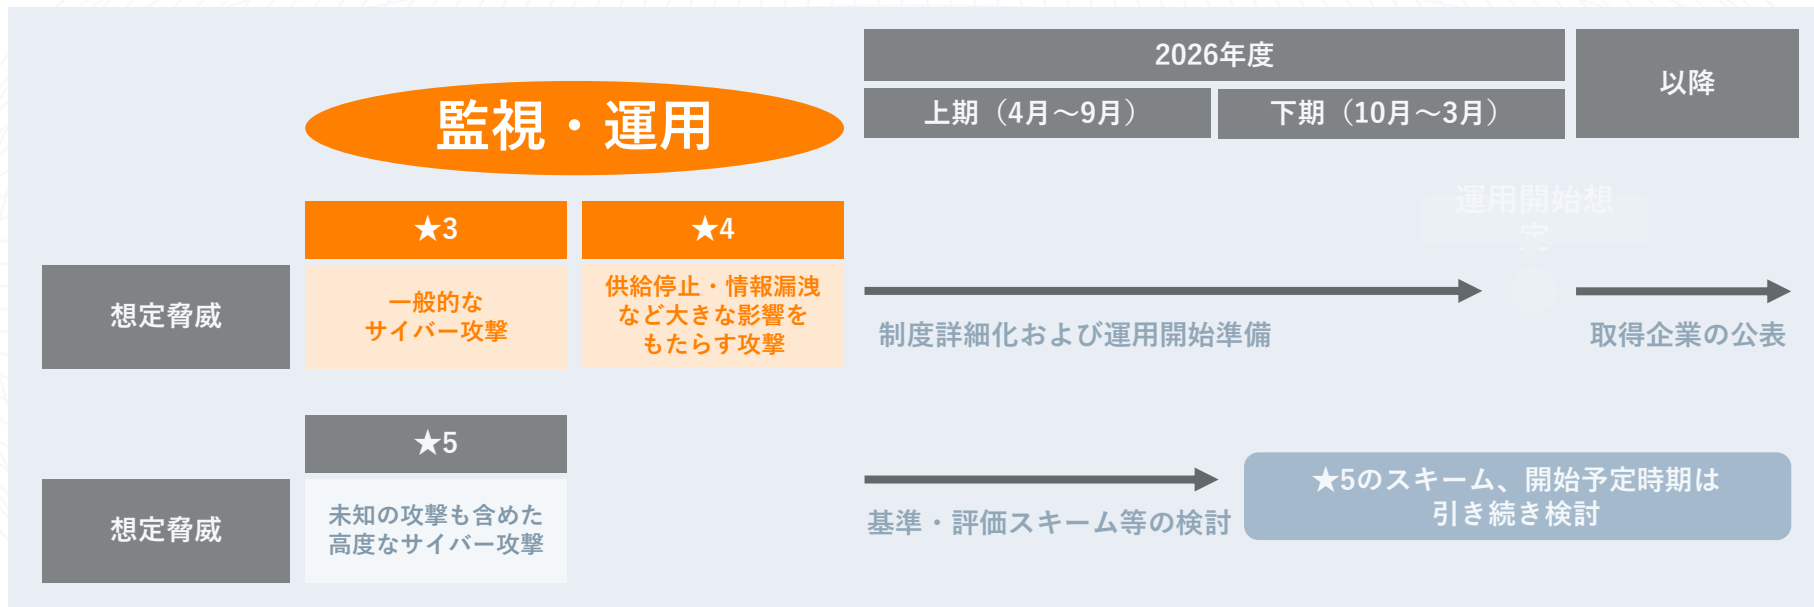 2026年度
以降
監視・運用
上期（4月～9月）
下期（10月～3月）
運用開始想
定
★3
★4
想定脅威
一般的な
サイバー攻撃
供給停止・情報漏洩
など大きな影響を
もたらす攻撃
制度詳細化および運用開始準備
取得企業の公表
★5
想定脅威
未知の攻撃も含めた
高度なサイバー攻撃
基準・評価スキーム等の検討
★5のスキーム、開始予定時期は
引き続き検討